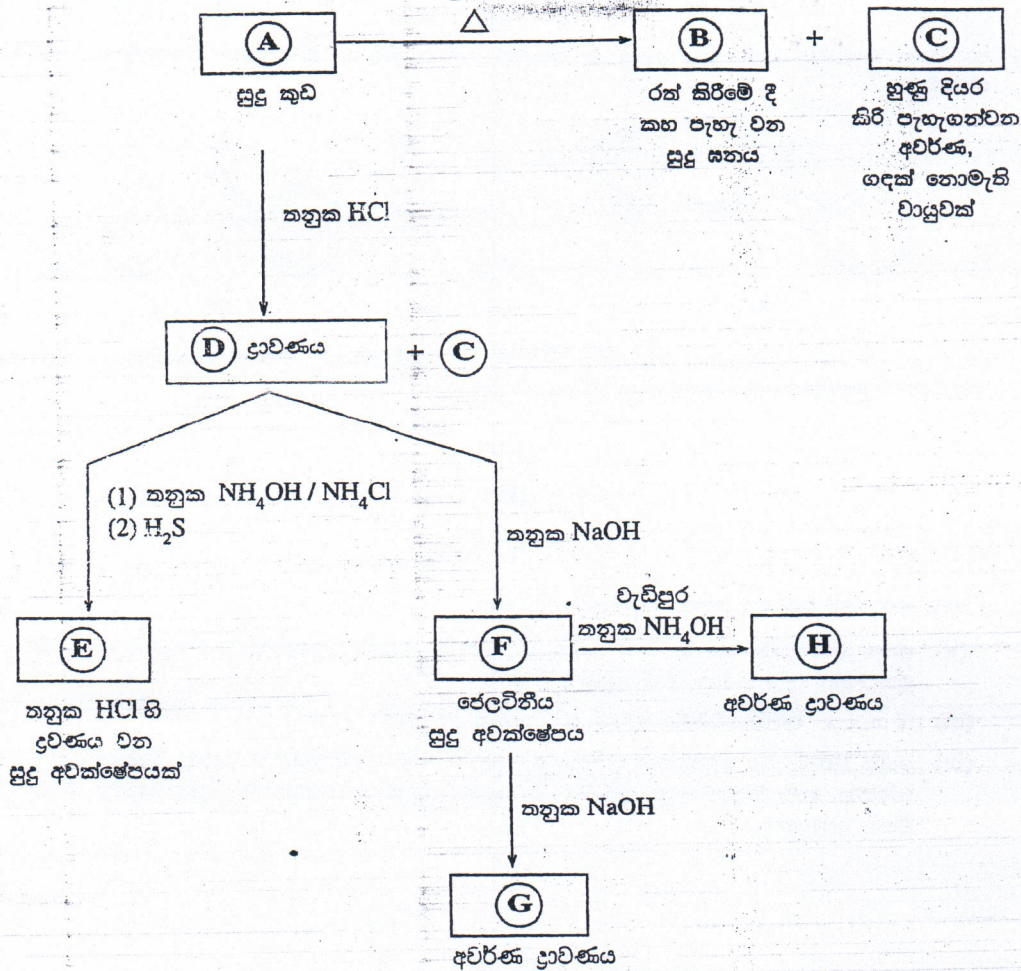 A
△
B
+
C
සුදු කුඩ
රත් කිරීමේ දී
කහ පැහැ වන
සුදු ඝනය
හුණු දියර
කිරි පැහැගන්වන
අවර්ණ,
ගඳක් නොමැති
වායුවක්
තනුක HCl
D ද්‍රාවණය
+ C
(1) තනුක NH₄OH / NH₄Cl
(2) H₂S
තනුක NaOH
වැඩිපුර
තනුක NH₄OH
E
F
H
තනුක HCl හි
ද්‍රවණය වන
සුදු අවක්ෂේපයක්
ජෙලටිනීය
සුදු අවක්ෂේපය
අවර්ණ ද්‍රාවණය
තනුක NaOH
G
අවර්ණ ද්‍රාවණය